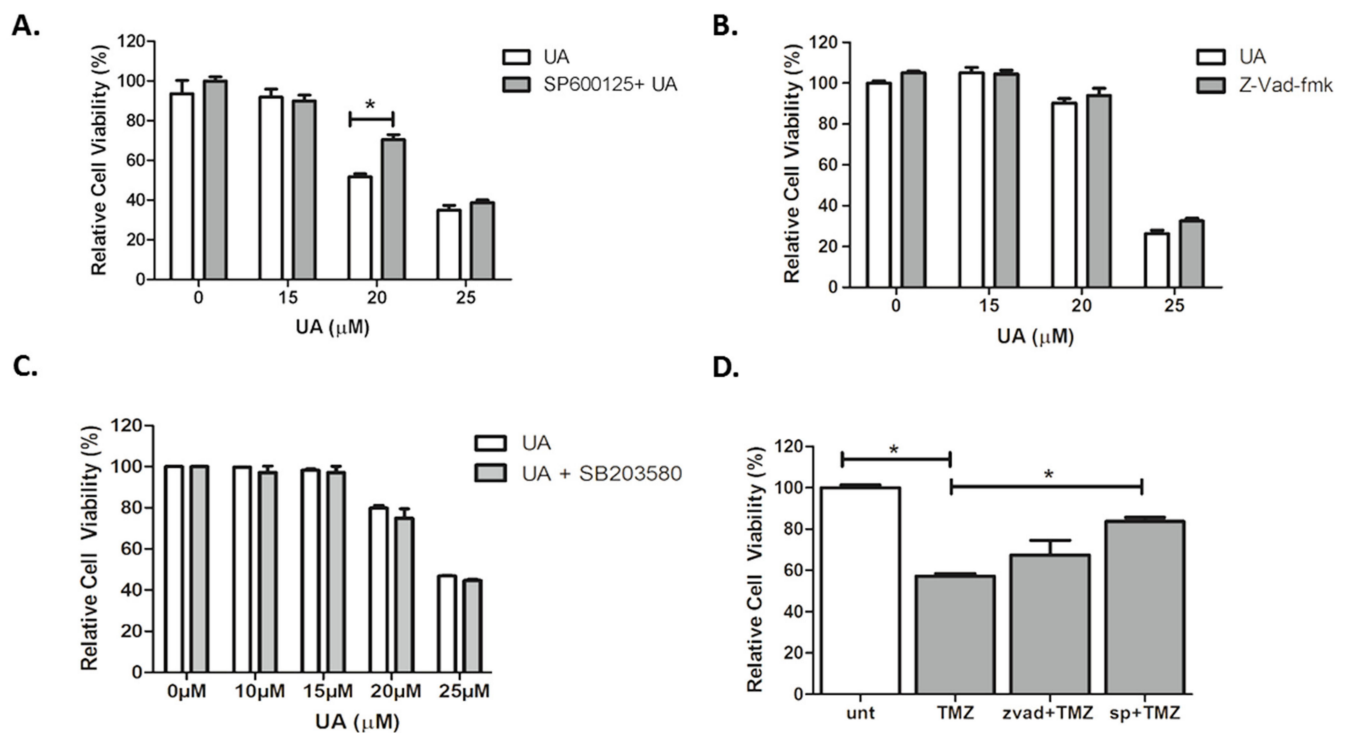 A.
Relative Cell Viability (%)
120
100
80
60
40
20
0
*
UA
SP600125+ UA
0 15 20 25
UA (μM)
B.
Relative Cell Viability (%)
120
100
80
60
40
20
0
UA
Z-Vad-fmk
0 15 20 25
UA (μM)
C.
Relative Cell Viability (%)
120
100
80
60
40
20
0
UA
UA + SB203580
0μM 10μM 15μM 20μM 25μM
UA (μM)
D.
Relative Cell Viability (%)
120
100
80
60
40
20
0
*
*
unt TMZ zvad+TMZ sp+TMZ